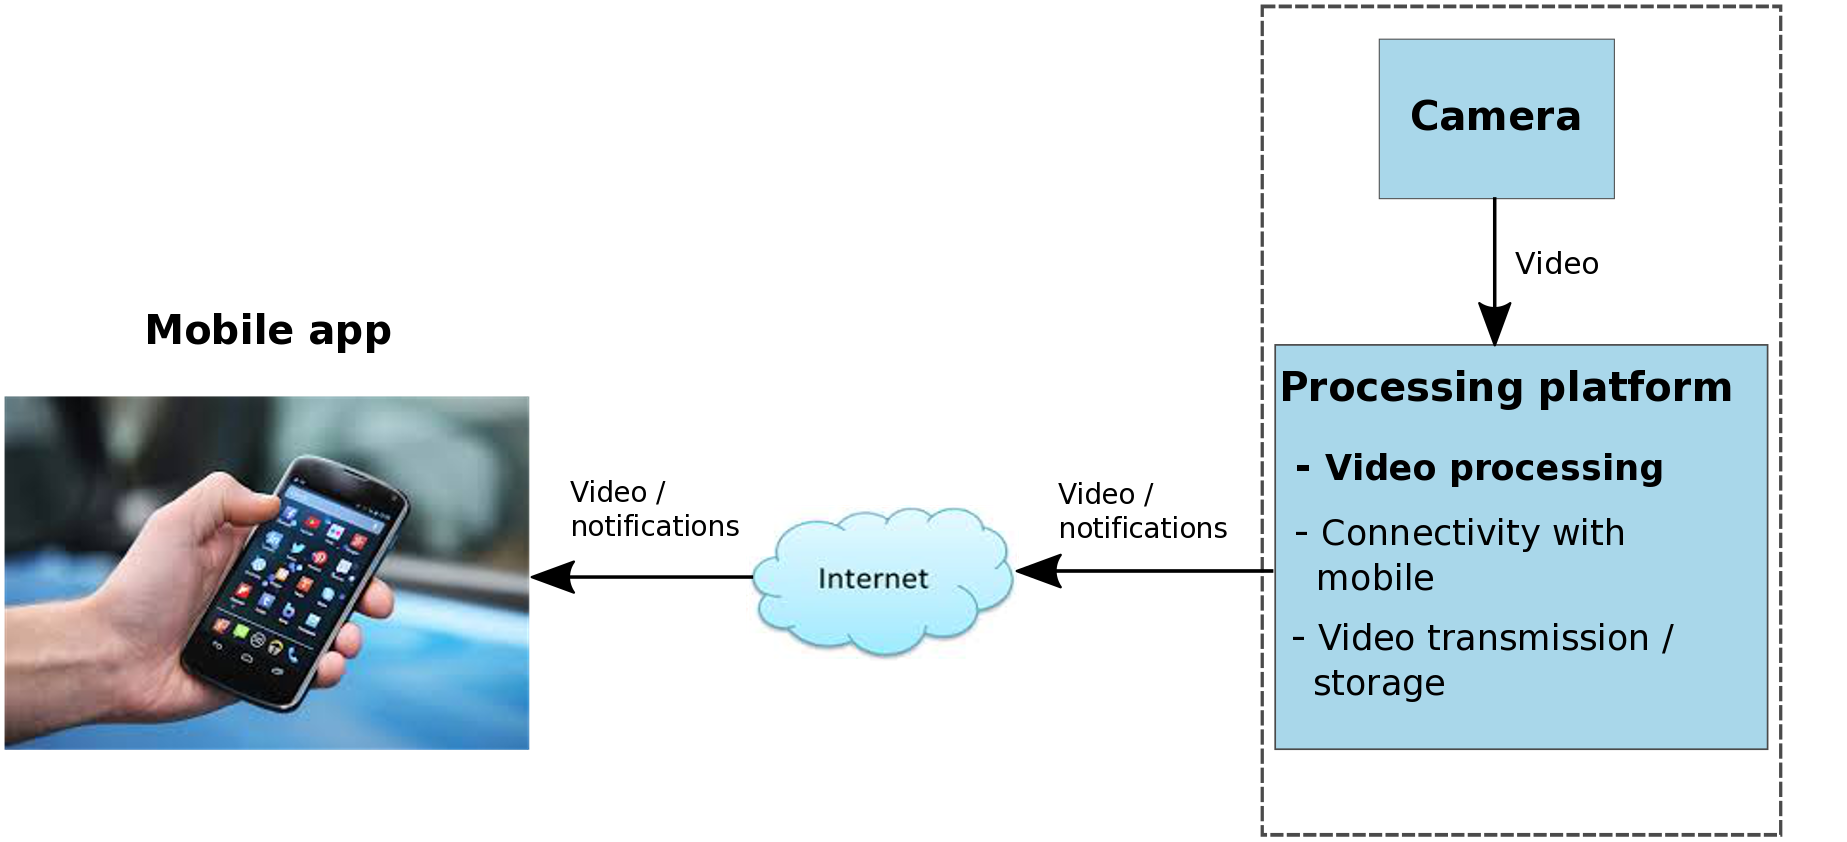 Camera
Video
Mobile app
Processing platform
- Video processing
- Connectivity with
mobile
- Video transmission /
storage
Video /
notifications
Internet
Video /
notifications